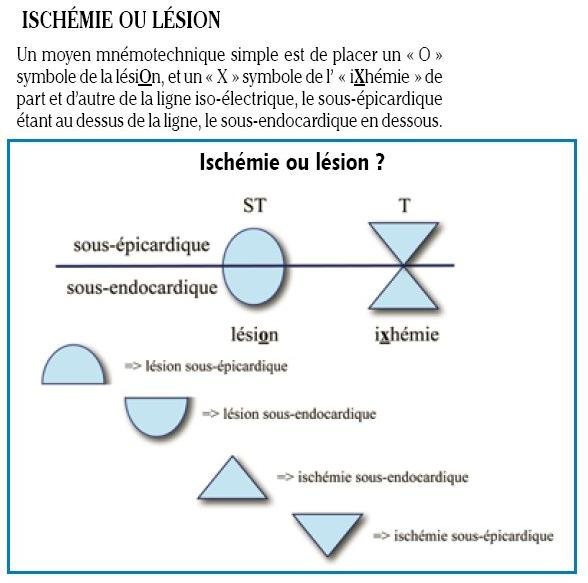 ISCHÉMIE OU LÉSION
Un moyen mnémotechnique simple est de placer un « O »
symbole de la lésiOn, et un « X » symbole de l' « iXhémie » de
part et d'autre de la ligne iso-électrique, le sous-épicardique
étant au dessus de la ligne, le sous-endocardique en dessous.
Ischémie ou lésion ?
ST T
sous-épicardique
sous-endocardique
lésion ixhémie
=> lésion sous-épicardique
=> lésion sous-endocardique
=> ischémie sous-endocardique
=> ischémie sous-épicardique